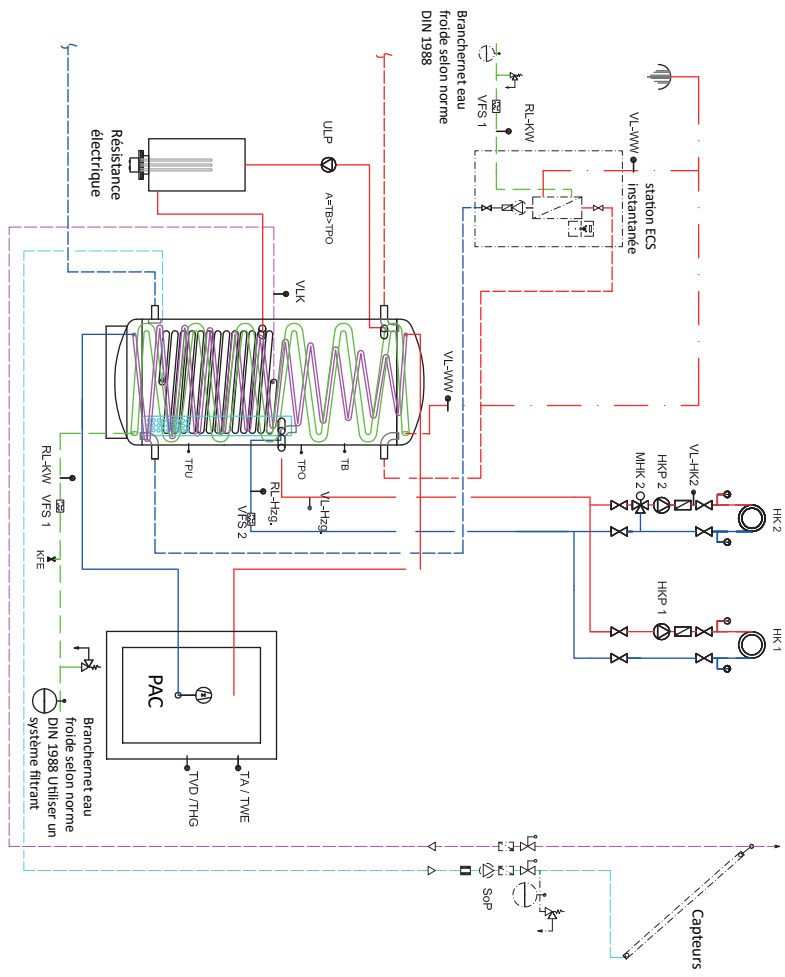 Branchernet eau
froide selon norme
DIN 1988
VFS 1
RL-KW
VL-WW
station ECS
instantanée
ULP
A=TB>TPO
Résistance
électrique
VLK
VL-WW
TPU
TPO
TB
RL-KW
VFS 1
KFE
RL-Hzg.
VFS 2
VL-Hzg.
MHK 2
HKP 2
VL-HK2
HK 2
HKP 1
HK 1
PAC
TVD /THG
TA / TWE
Branchernet eau
froide selon norme
DIN 1988 Utiliser un
système filtrant
SoP
Capteurs